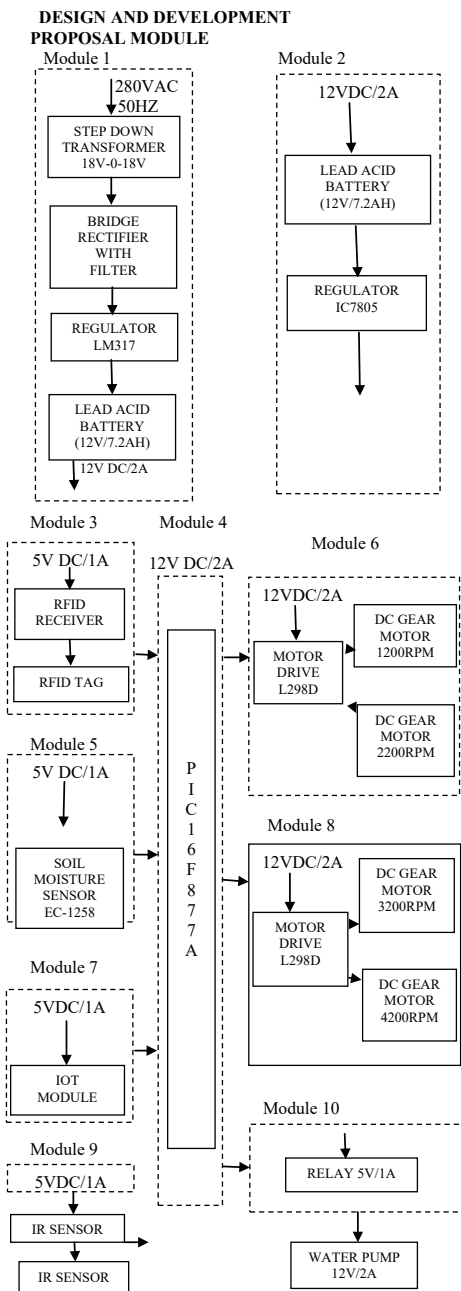 DESIGN AND DEVELOPMENT
PROPOSAL MODULE
Module 1
280VAC
50HZ
STEP DOWN
TRANSFORMER
18V-0-18V
BRIDGE
RECTIFIER
WITH
FILTER
REGULATOR
LM317
LEAD ACID
BATTERY
(12V/7.2AH)
12V DC/2A
Module 2
12VDC/2A
LEAD ACID
BATTERY
(12V/7.2AH)
REGULATOR
IC7805
Module 3
5V DC/1A
RFID
RECEIVER
RFID TAG
Module 4
12V DC/2A
P
I
C
1
6
F
8
7
7
A
Module 5
5V DC/1A
SOIL
MOISTURE
SENSOR
EC-1258
Module 6
12VDC/2A
MOTOR
DRIVE
L298D
DC GEAR
MOTOR
1200RPM
DC GEAR
MOTOR
2200RPM
Module 7
5VDC/1A
IOT
MODULE
Module 8
12VDC/2A
MOTOR
DRIVE
L298D
DC GEAR
MOTOR
3200RPM
DC GEAR
MOTOR
4200RPM
Module 9
5VDC/1A
IR SENSOR
IR SENSOR
Module 10
RELAY 5V/1A
WATER PUMP
12V/2A